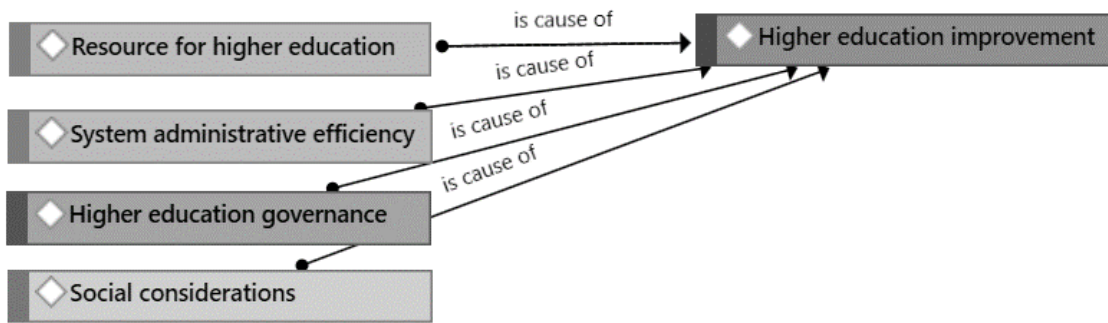 is cause of
Resource for higher education
Higher education improvement
is cause of
System administrative efficiency
is cause of
is cause of
Higher education governance
Social considerations